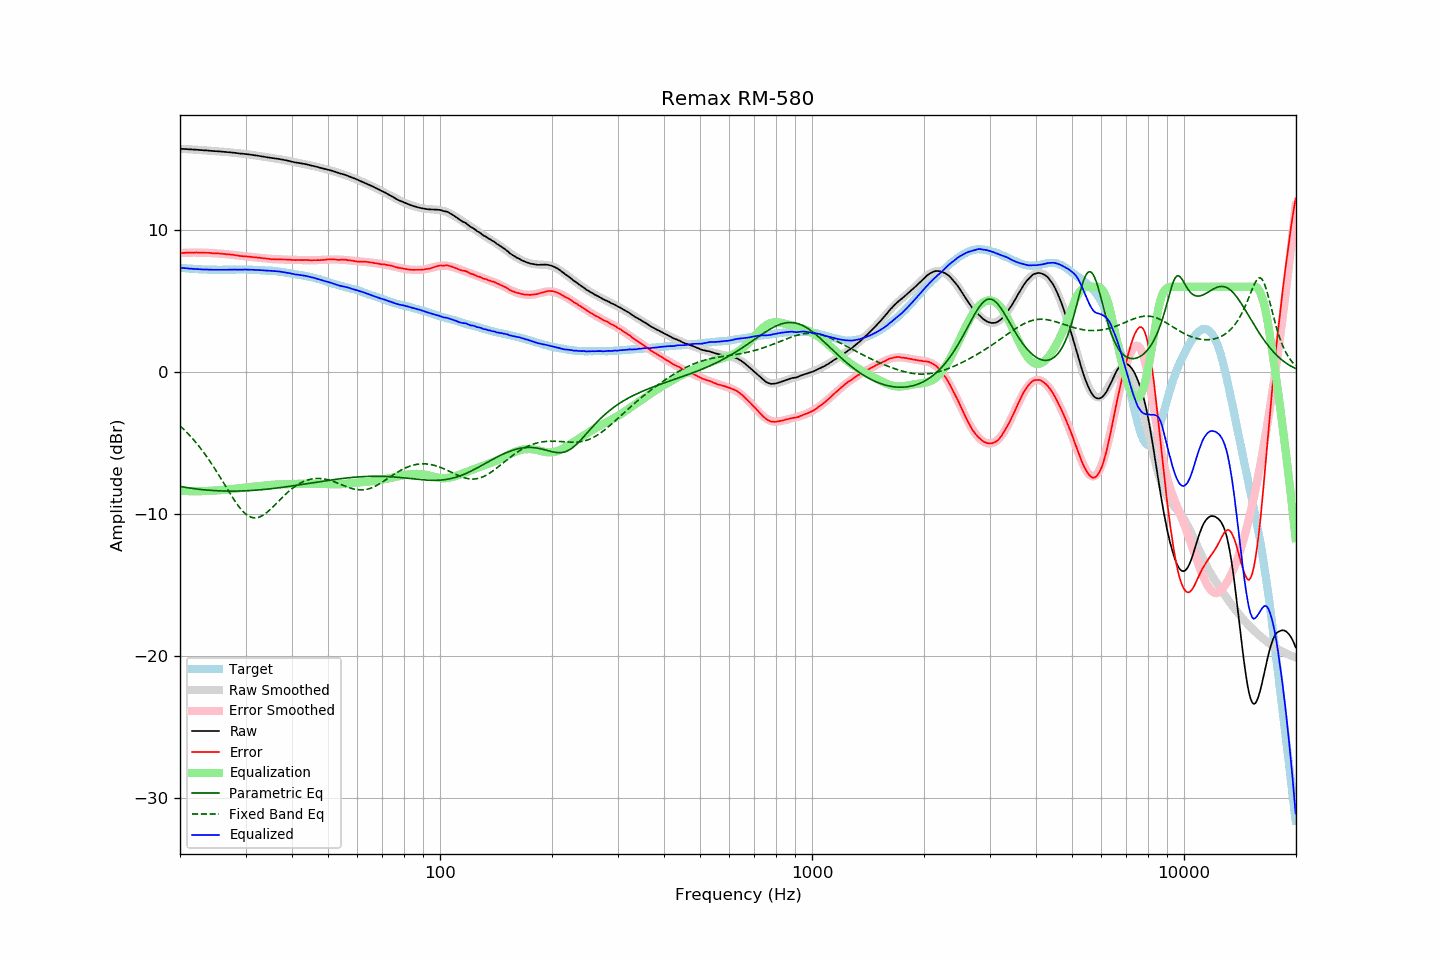 Remax RM-580
Amplitude (dBr)
10
0
−10
−20
−30
100
1000
10000
Frequency (Hz)
Target
Raw Smoothed
Error Smoothed
Raw
Error
Equalization
Parametric Eq
Fixed Band Eq
Equalized